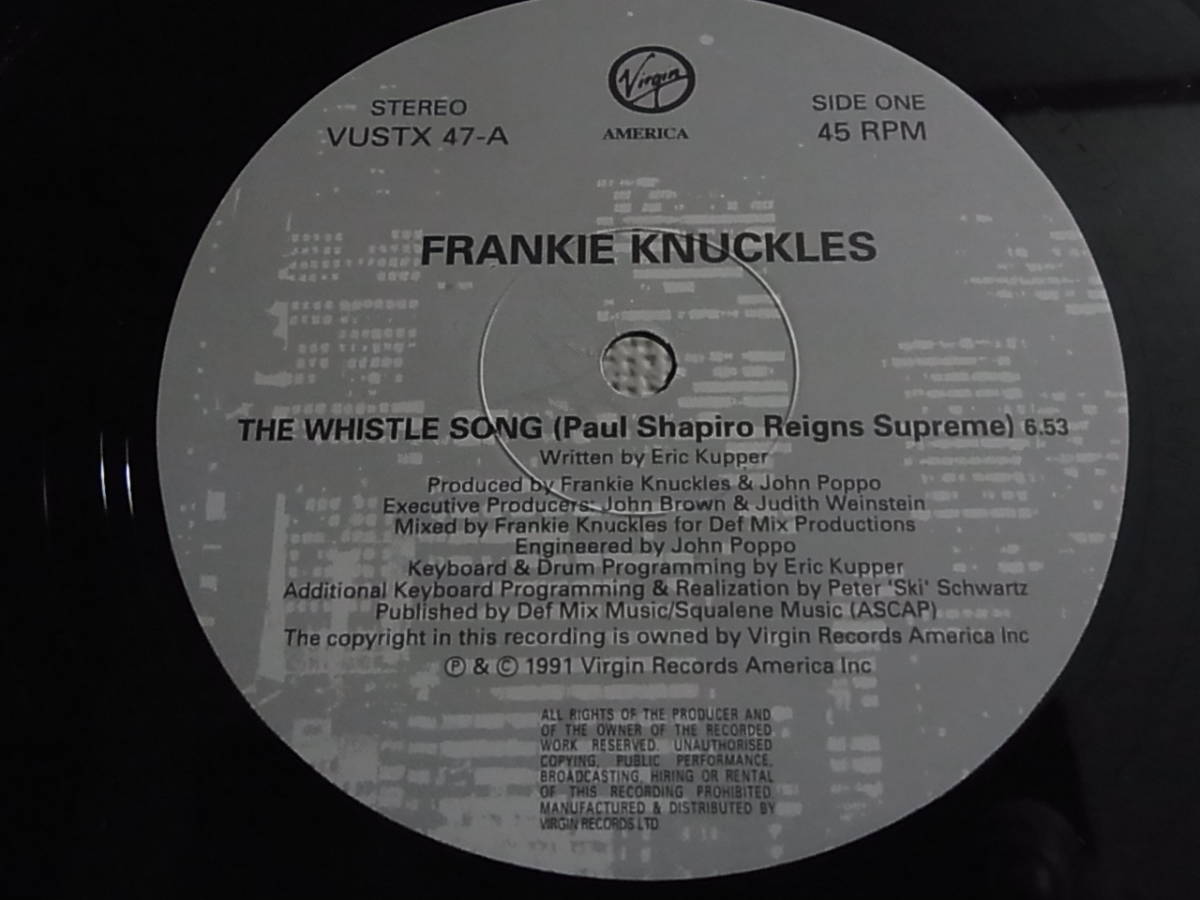 Virgin
AMERICA
STEREO
VUSTX 47-A
SIDE ONE
45 RPM
FRANKIE KNUCKLES
THE WHISTLE SONG (Paul Shapiro Reigns Supreme) 6.53
Written by Eric Kupper
Produced by Frankie Knuckles & John Poppo
Executive Producers: John Brown & Judith Weinstein
Mixed by Frankie Knuckles for Def Mix Productions
Engineered by John Poppo
Keyboard & Drum Programming by Eric Kupper
Additional Keyboard Programming & Realization by Peter 'Ski' Schwartz
Published by Def Mix Music/Squalene Music (ASCAP)
The copyright in this recording is owned by Virgin Records America Inc
℗ & © 1991 Virgin Records America Inc
ALL RIGHTS OF THE PRODUCER AND
OF THE OWNER OF THE RECORDED
WORK RESERVED. UNAUTHORISED
COPYING, PUBLIC PERFORMANCE,
BROADCASTING, HIRING OR RENTAL
OF THIS RECORDING PROHIBITED.
MANUFACTURED & DISTRIBUTED BY
VIRGIN RECORDS LTD